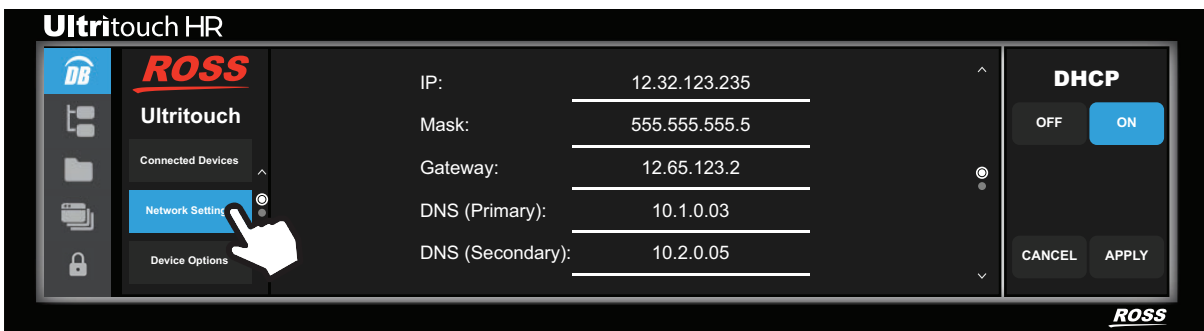 Ultritouch HR
DB
ROSS
Ultritouch
Connected Devices
Network Setting
Device Options
IP: 12.32.123.235
Mask: 555.555.555.5
Gateway: 12.65.123.2
DNS (Primary): 10.1.0.03
DNS (Secondary): 10.2.0.05
DHCP
OFF ON
CANCEL APPLY
ROSS